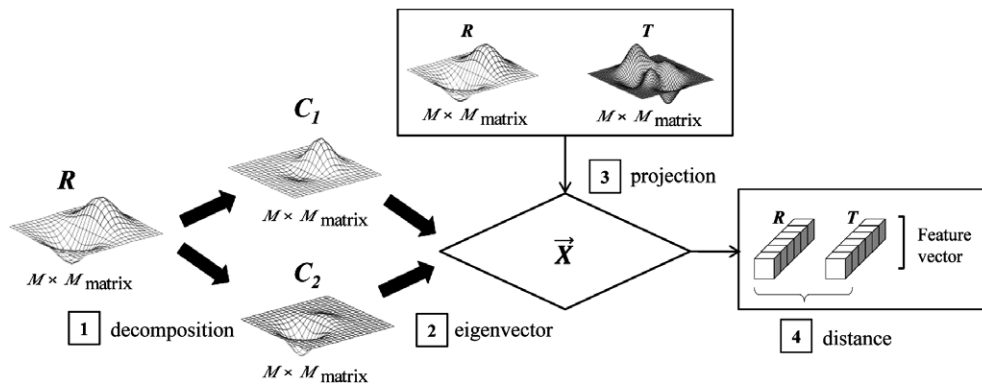 R
M × M matrix
1 decomposition
C1
M × M matrix
C2
M × M matrix
2 eigenvector
R
M × M matrix
T
M × M matrix
3 projection
X
R
T
Feature
vector
4 distance